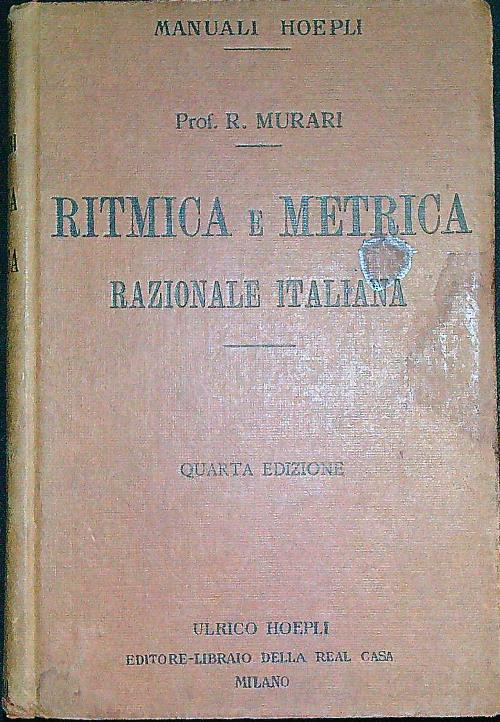 MANUALI HOEPLI
Prof. R. MURARI
RITMICA E METRICA
RAZIONALE ITALIANA
QUARTA EDIZIONE
ULRICO HOEPLI
EDITORE-LIBRAIO DELLA REAL CASA
MILANO